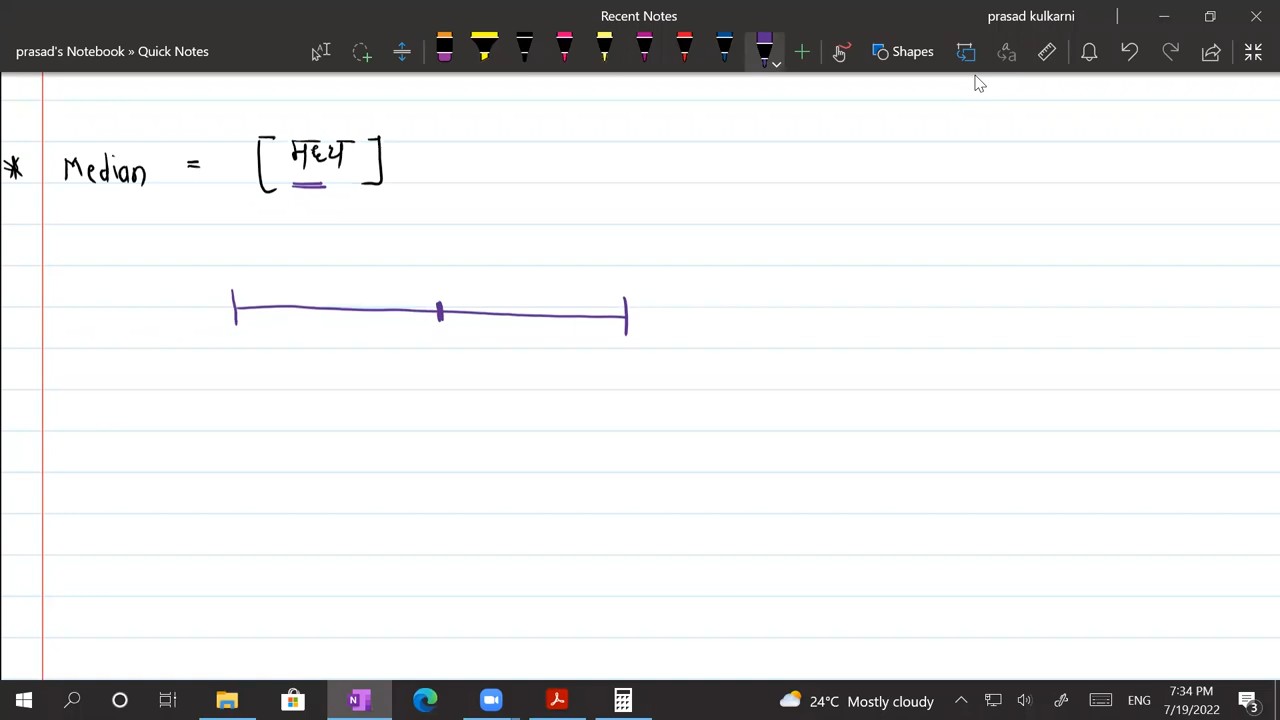 Recent Notes
prasad kulkarni
prasad's Notebook » Quick Notes
Shapes
* Median = [ मध्य ]
24°C Mostly cloudy
ENG
7:34 PM
7/19/2022
3